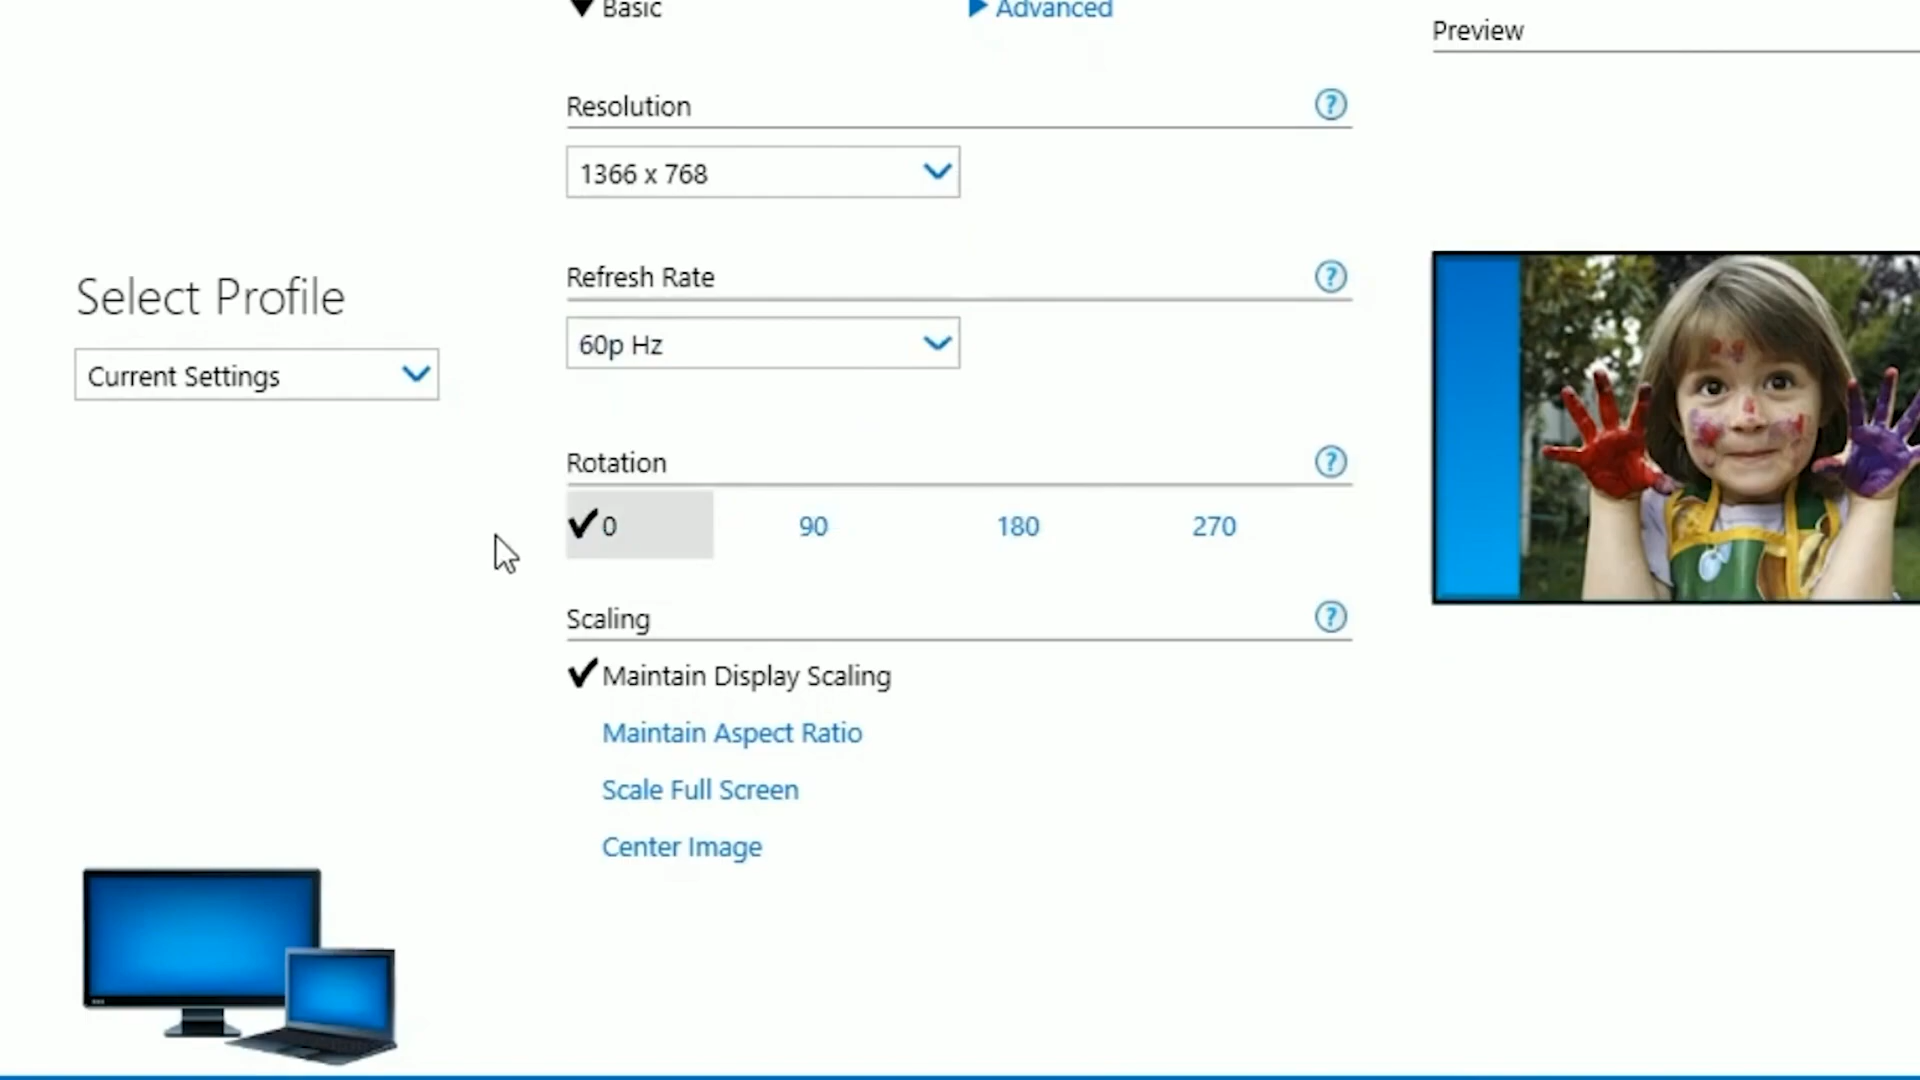 Basic
Advanced
Preview
Resolution
?
1366 x 768
Select Profile
Current Settings
Refresh Rate
?
60p Hz
Rotation
?
0 90 180 270
Scaling
?
Maintain Display Scaling
Maintain Aspect Ratio
Scale Full Screen
Center Image